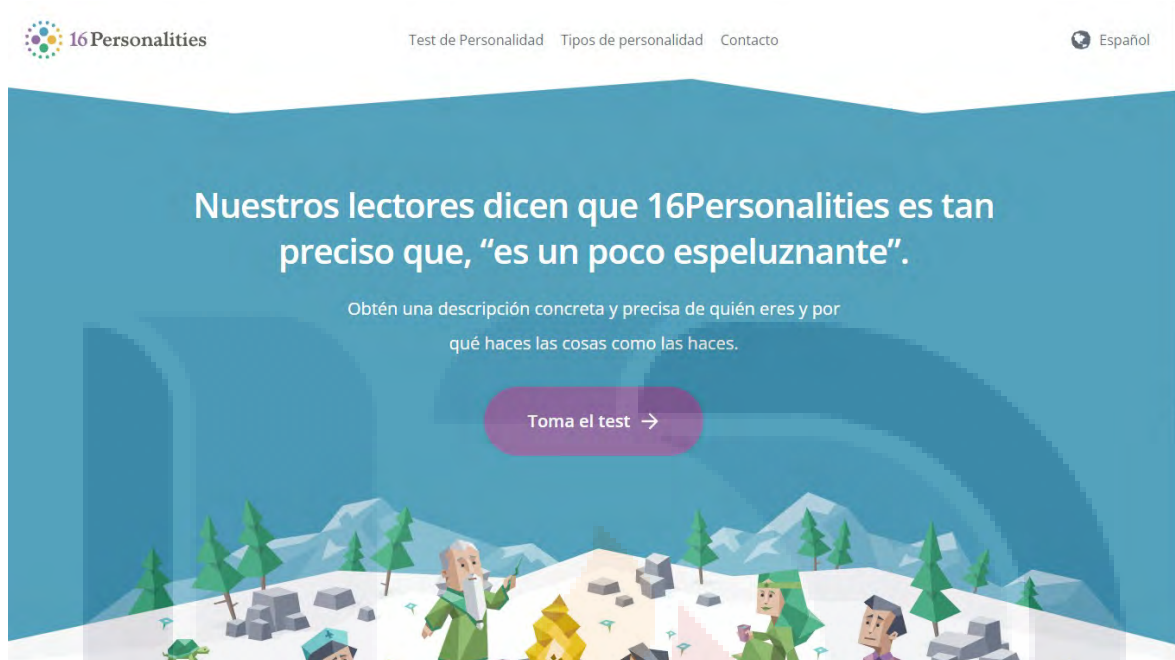 16Personalities
Test de Personalidad Tipos de personalidad Contacto
Español
Nuestros lectores dicen que 16Personalities es tan
preciso que, “es un poco espeluznante”.
Obtén una descripción concreta y precisa de quién eres y por
qué haces las cosas como las haces.
Toma el test →